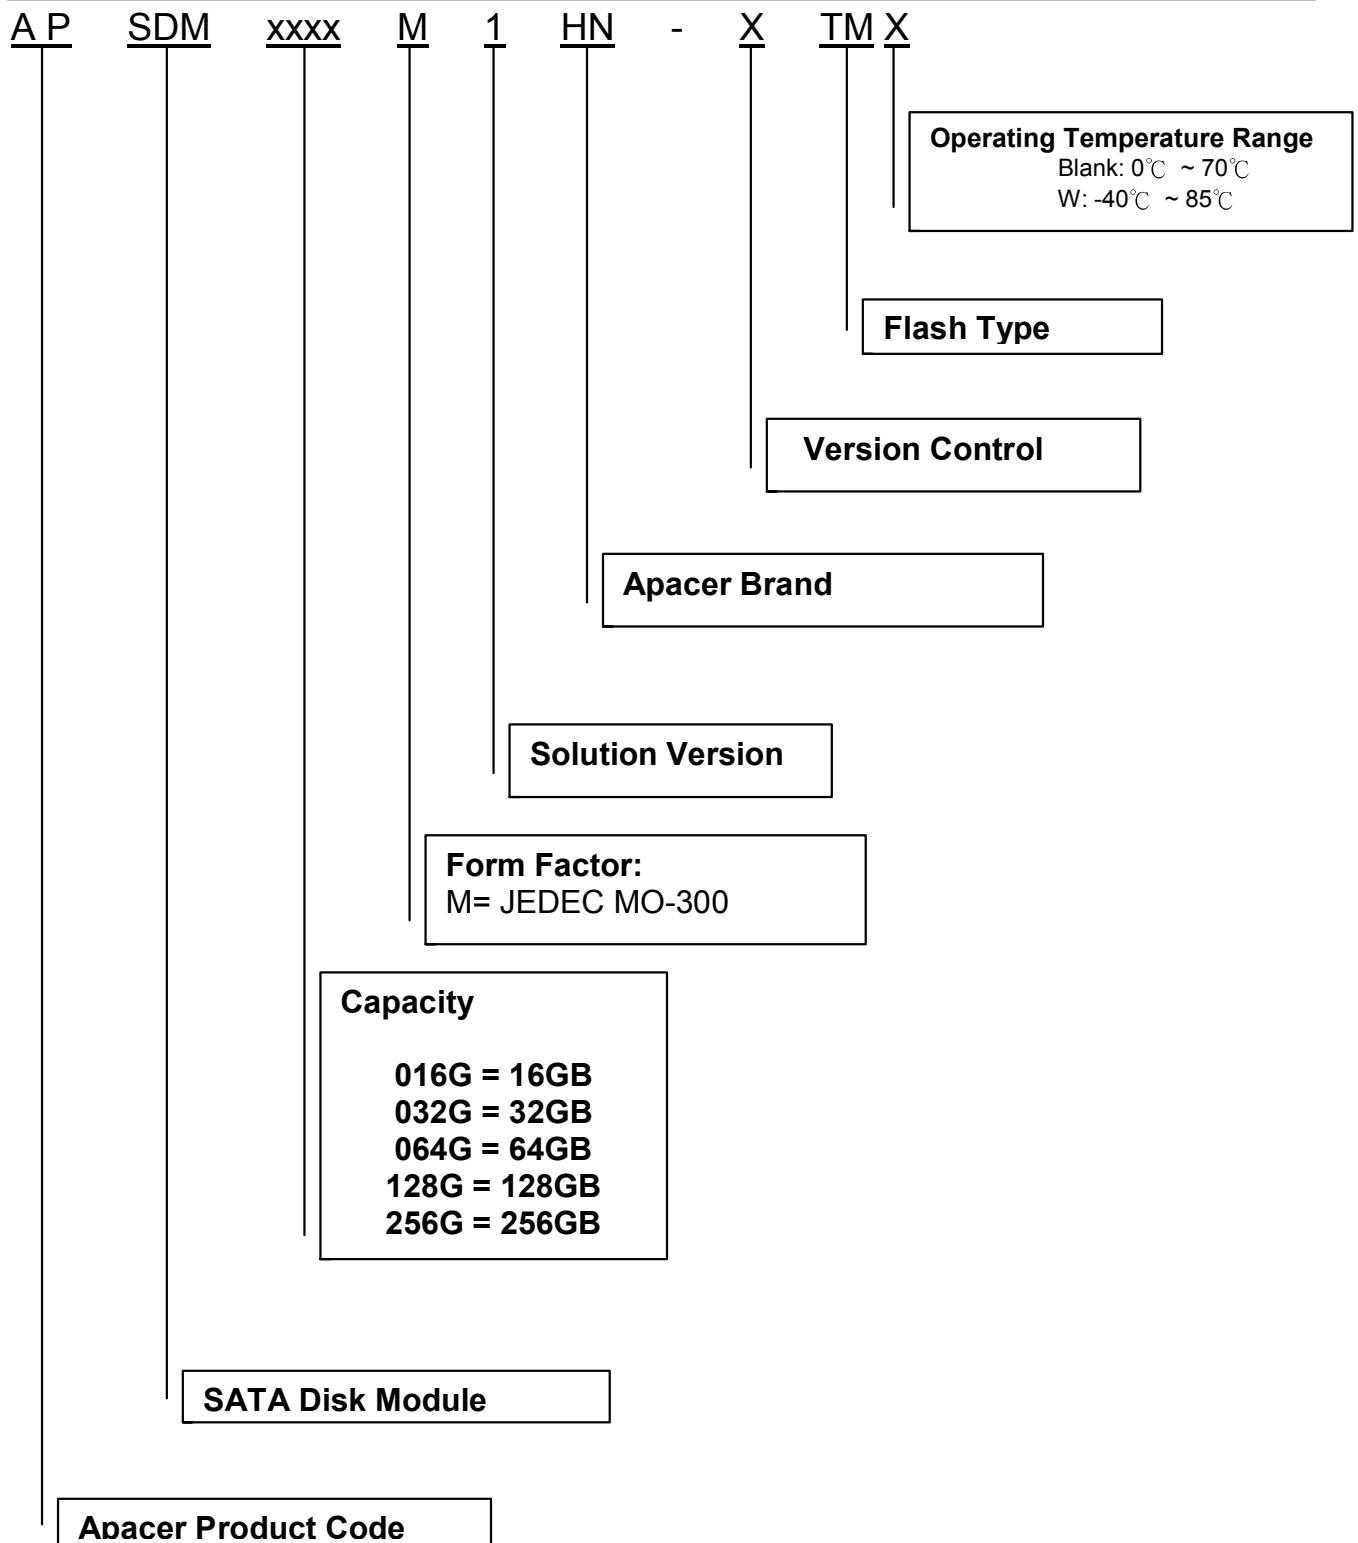 A P SDM xxxx M 1 HN - X TM X
Operating Temperature Range
Blank: 0℃ ~ 70℃
W: -40℃ ~ 85℃
Flash Type
Version Control
Apacer Brand
Solution Version
Form Factor:
M= JEDEC MO-300
Capacity
016G = 16GB
032G = 32GB
064G = 64GB
128G = 128GB
256G = 256GB
SATA Disk Module
Apacer Product Code